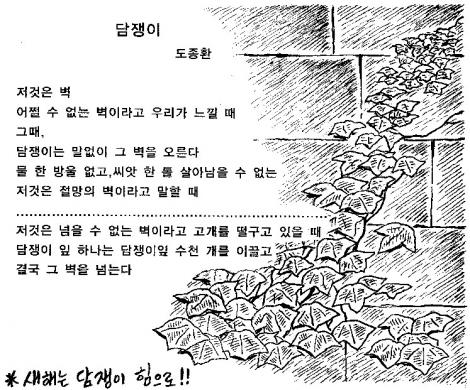 담쟁이
도종환
저것은 벽
어쩔 수 없는 벽이라고 우리가 느낄 때
그때,
담쟁이는 말없이 그 벽을 오른다
물 한 방울 없고,씨앗 한 톨 살아남을 수 없는
저것은 절망의 벽이라고 말할 때
저것은 넘을 수 없는 벽이라고 고개를 떨구고 있을 때
담쟁이 잎 하나는 담쟁이잎 수천 개를 이끌고
결국 그 벽을 넘는다
* 새해는 담쟁이 힘으로!!